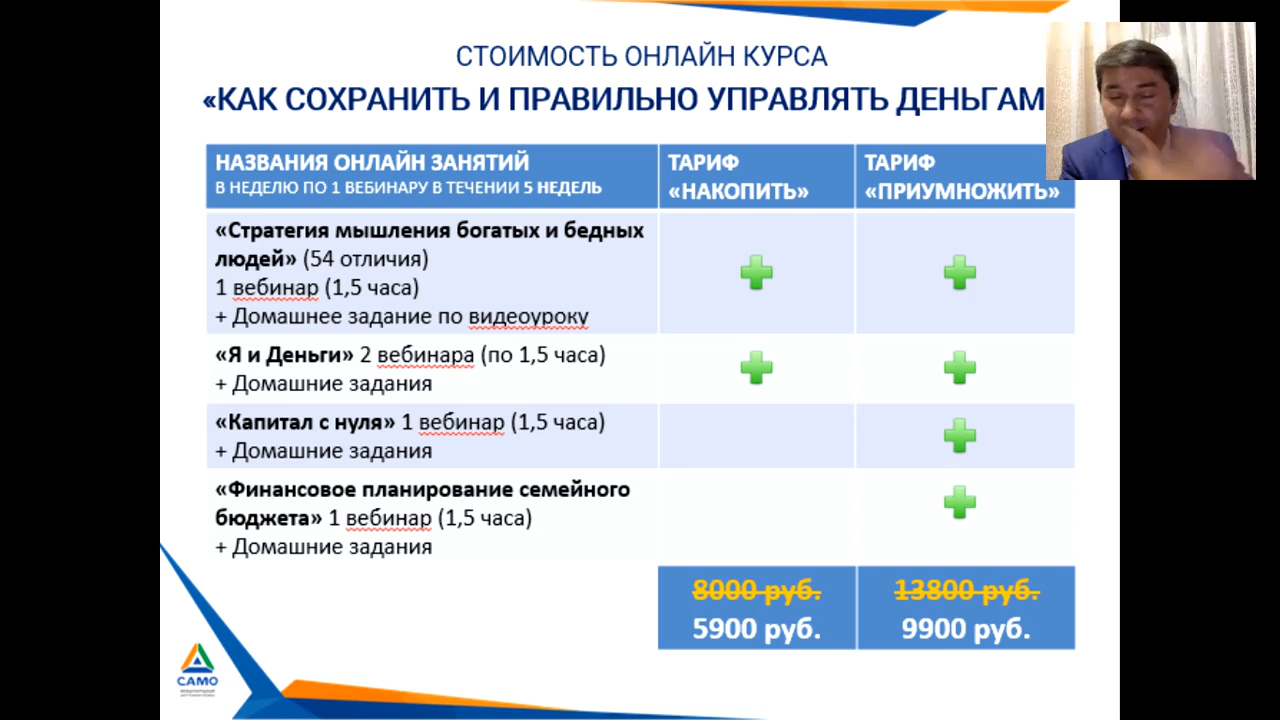 СТОИМОСТЬ ОНЛАЙН КУРСА
«КАК СОХРАНИТЬ И ПРАВИЛЬНО УПРАВЛЯТЬ ДЕНЬГАМ
НАЗВАНИЯ ОНЛАЙН ЗАНЯТИЙ
В НЕДЕЛЮ ПО 1 ВЕБИНАРУ В ТЕЧЕНИИ 5 НЕДЕЛЬ
ТАРИФ
«НАКОПИТЬ»
ТАРИФ
«ПРИУМНОЖИТЬ»
«Стратегия мышления богатых и бедных
людей» (54 отличия)
1 вебинар (1,5 часа)
+ Домашнее задание по видеоуроку
«Я и Деньги» 2 вебинара (по 1,5 часа)
+ Домашние задания
«Капитал с нуля» 1 вебинар (1,5 часа)
+ Домашние задания
«Финансовое планирование семейного
бюджета» 1 вебинар (1,5 часа)
+ Домашние задания
8000 руб.
5900 руб.
13800 руб.
9900 руб.
САМО